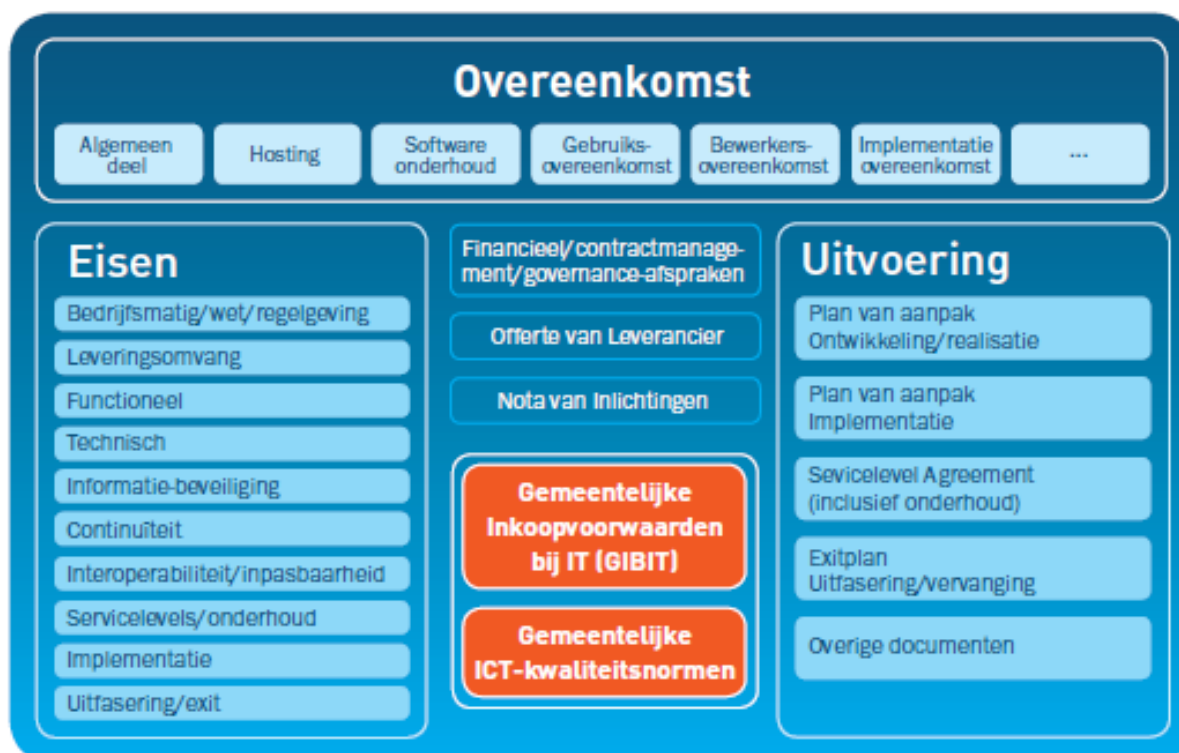 Overeenkomst
Algemeen
deel
Hosting
Software
onderhoud
Gebruiks-
overeenkomst
Bewerkers-
overeenkomst
Implementatie
overeenkomst
...
Eisen
Bedrijfsmatig/wet/regelgeving
Leveringsomvang
Functioneel
Technisch
Informatie-beveiliging
Continuïteit
Interoperabiliteit/inpasbaarheid
Servicelevels/onderhoud
Implementatie
Uitfasering/exit
Financieel/contractmanage-
ment/governance-afspraken
Offerte van Leverancier
Nota van Inlichtingen
Gemeentelijke
Inkoopvoorwaarden
bij IT (GIBIT)
Gemeentelijke
ICT-kwaliteitsnormen
Uitvoering
Plan van aanpak
Ontwikkeling/realisatie
Plan van aanpak
Implementatie
Sevicelevel Agreement
(inclusief onderhoud)
Exitplan
Uitfasering/vervanging
Overige documenten